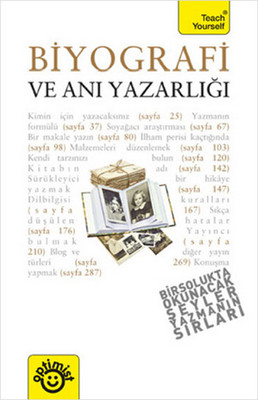 Teach
Yourself
BİYOGRAFİ
VE ANI YAZARLIĞI
Kimin için yazacaksınız (sayfa 25) Yazmanın
formülü (sayfa 37) Soyağacı araştırması (sayfa 67)
Bir makale yazın (sayfa 80) İlham perisi kaçtığında
(sayfa 98) Malzemeleri düzenlemek (sayfa 103)
Kendi tarzınızı bulun (sayfa 120)
Kitabın adı (sayfa 142)
Sürükleyici bir hikâye
yazmak (sayfa 147)
Dilbilgisi kuralları
(sayfa 167) Sıkça
düşülen hatalar
(sayfa 176) Yayıncı
bulmak (sayfa
210) Blog ve diğer yayın
türleri (sayfa 269) Konuşma
yapmak (sayfa 287)
BİRSOLUKTA
OKUNACAK
ŞEYLER
YAZMANIN
SIRLARI
optimist